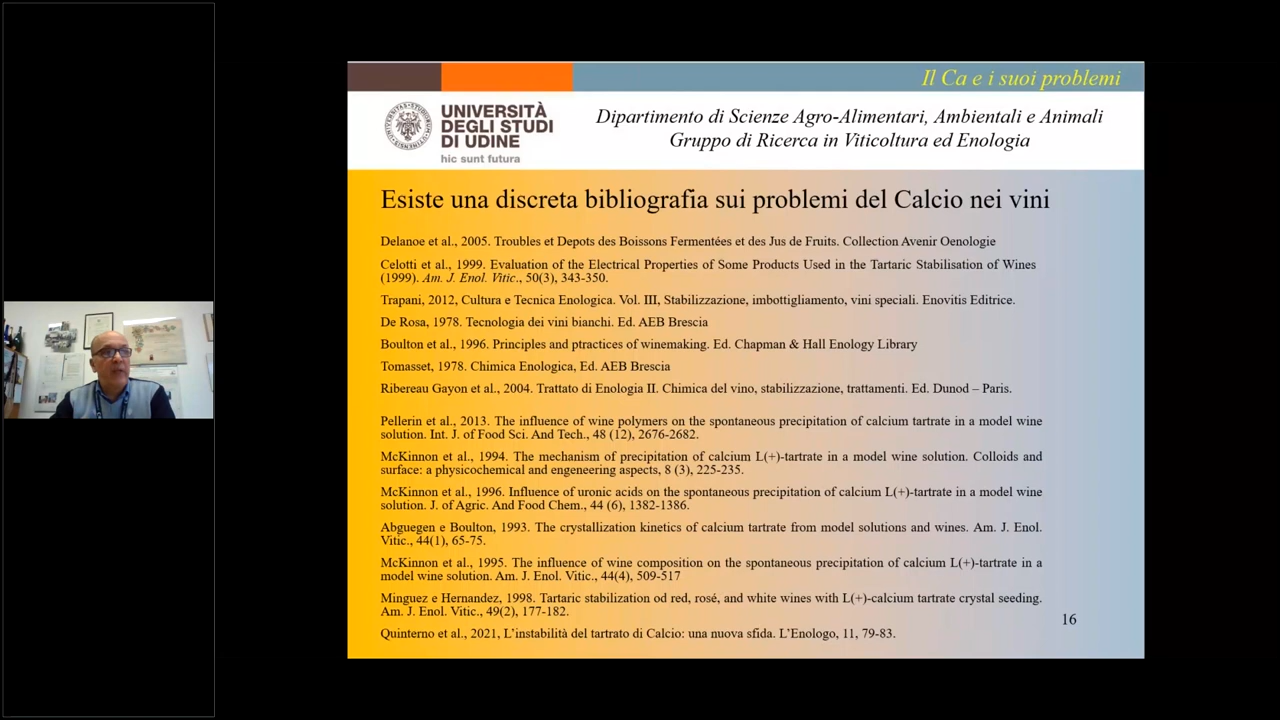 Il Ca e i suoi problemi
UNIVERSITÀ
DEGLI STUDI
DI UDINE
hic sunt futura
Dipartimento di Scienze Agro-Alimentari, Ambientali e Animali
Gruppo di Ricerca in Viticoltura ed Enologia
Esiste una discreta bibliografia sui problemi del Calcio nei vini
Delanoe et al., 2005. Troubles et Depots des Boissons Fermentées et des Jus de Fruits. Collection Avenir Oenologie
Celotti et al., 1999. Evaluation of the Electrical Properties of Some Products Used in the Tartaric Stabilisation of Wines
(1999). Am. J. Enol. Vitic., 50(3), 343-350.
Trapani, 2012, Cultura e Tecnica Enologica. Vol. III, Stabilizzazione, imbottigliamento, vini speciali. Enovitis Editrice.
De Rosa, 1978. Tecnologia dei vini bianchi. Ed. AEB Brescia
Boulton et al., 1996. Principles and ptractices of winemaking. Ed. Chapman & Hall Enology Library
Tomasset, 1978. Chimica Enologica, Ed. AEB Brescia
Ribereau Gayon et al., 2004. Trattato di Enologia II. Chimica del vino, stabilizzazione, trattamenti. Ed. Dunod – Paris.
Pellerin et al., 2013. The influence of wine polymers on the spontaneous precipitation of calcium tartrate in a model wine
solution. Int. J. of Food Sci. And Tech., 48 (12), 2676-2682.
McKinnon et al., 1994. The mechanism of precipitation of calcium L(+)-tartrate in a model wine solution. Colloids and
surface: a physicochemical and engeneering aspects, 8 (3), 225-235.
McKinnon et al., 1996. Influence of uronic acids on the spontaneous precipitation of calcium L(+)-tartrate in a model wine
solution. J. of Agric. And Food Chem., 44 (6), 1382-1386.
Abguegen e Boulton, 1993. The crystallization kinetics of calcium tartrate from model solutions and wines. Am. J. Enol.
Vitic., 44(1), 65-75.
McKinnon et al., 1995. The influence of wine composition on the spontaneous precipitation of calcium L(+)-tartrate in a
model wine solution. Am. J. Enol. Vitic., 44(4), 509-517
Minguez e Hernandez, 1998. Tartaric stabilization od red, rosé, and white wines with L(+)-calcium tartrate crystal seeding.
Am. J. Enol. Vitic., 49(2), 177-182.
Quinterno et al., 2021, L'instabilità del tartrato di Calcio: una nuova sfida. L'Enologo, 11, 79-83.
16